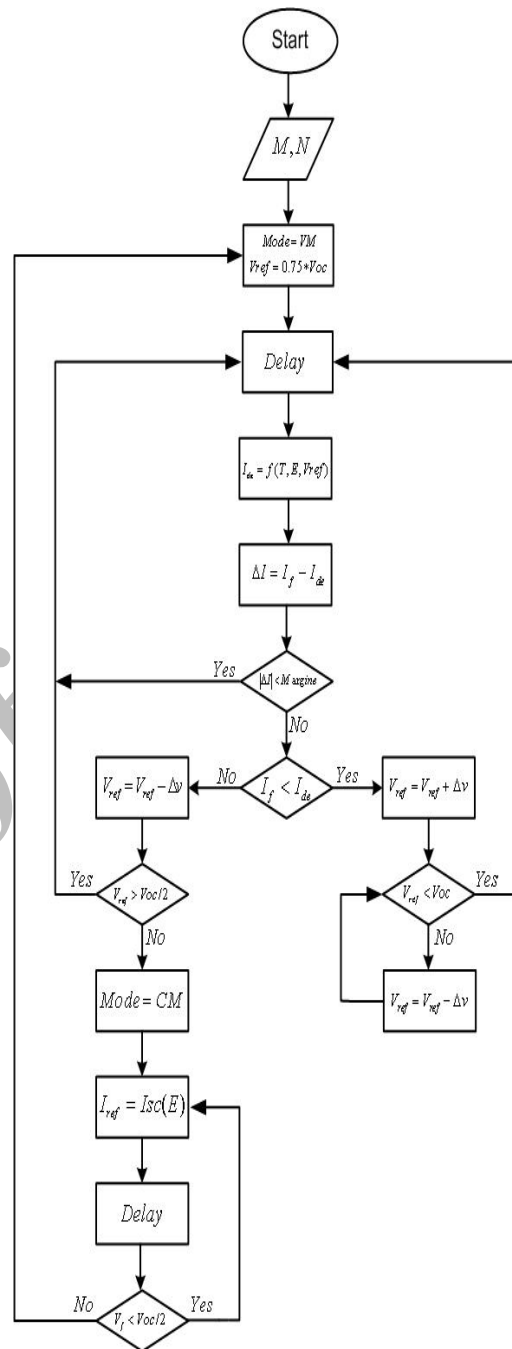 Start
M, N
Mode = VM
Vref = 0.75*Voc
Delay
I_de = f(T, E, Vref)
ΔI = I_f − I_de
|ΔI| < Margine
Yes
No
I_f < I_de
No
Yes
V_ref = V_ref − Δv
V_ref = V_ref + Δv
V_ref > Voc/2
Yes
No
V_ref < Voc
Yes
No
V_ref = V_ref − Δv
Mode = CM
I_ref = Isc(E)
Delay
V_f < Voc/2
No
Yes